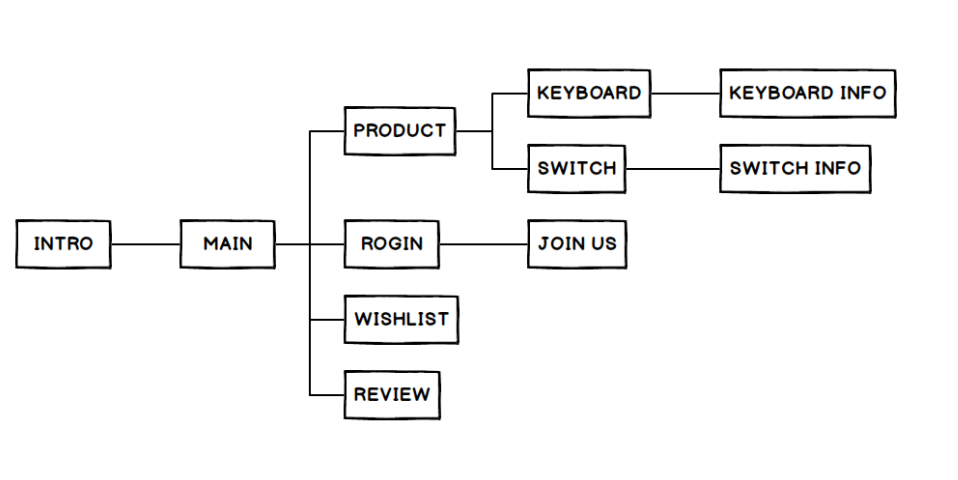 INTRO
MAIN
PRODUCT
KEYBOARD
KEYBOARD INFO
SWITCH
SWITCH INFO
ROGIN
JOIN US
WISHLIST
REVIEW